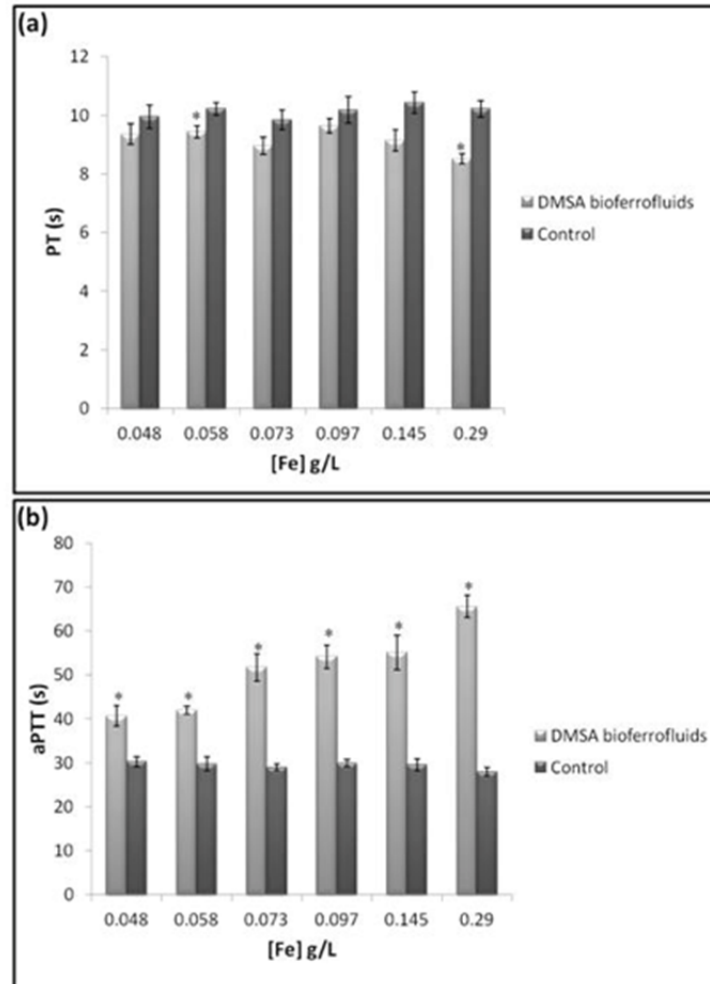 (a)
12
10
8
6
4
2
0
PT (s)
* *
0.048 0.058 0.073 0.097 0.145 0.29
[Fe] g/L
DMSA bioferrofluids
Control
(b)
80
70
60
50
40
30
20
10
0
aPTT (s)
* * * * * *
0.048 0.058 0.073 0.097 0.145 0.29
[Fe] g/L
DMSA bioferrofluids
Control